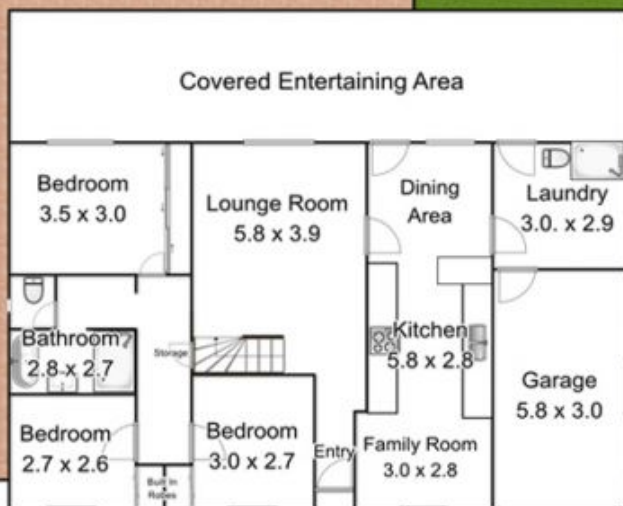 Covered Entertaining Area
Bedroom
3.5 x 3.0
Lounge Room
5.8 x 3.9
Dining
Area
Laundry
3.0. x 2.9
Bathroom
2.8 x 2.7
Storage
Kitchen
5.8 x 2.8
Garage
5.8 x 3.0
Bedroom
2.7 x 2.6
Bedroom
3.0 x 2.7
Entry
Family Room
3.0 x 2.8
Built In
Robes